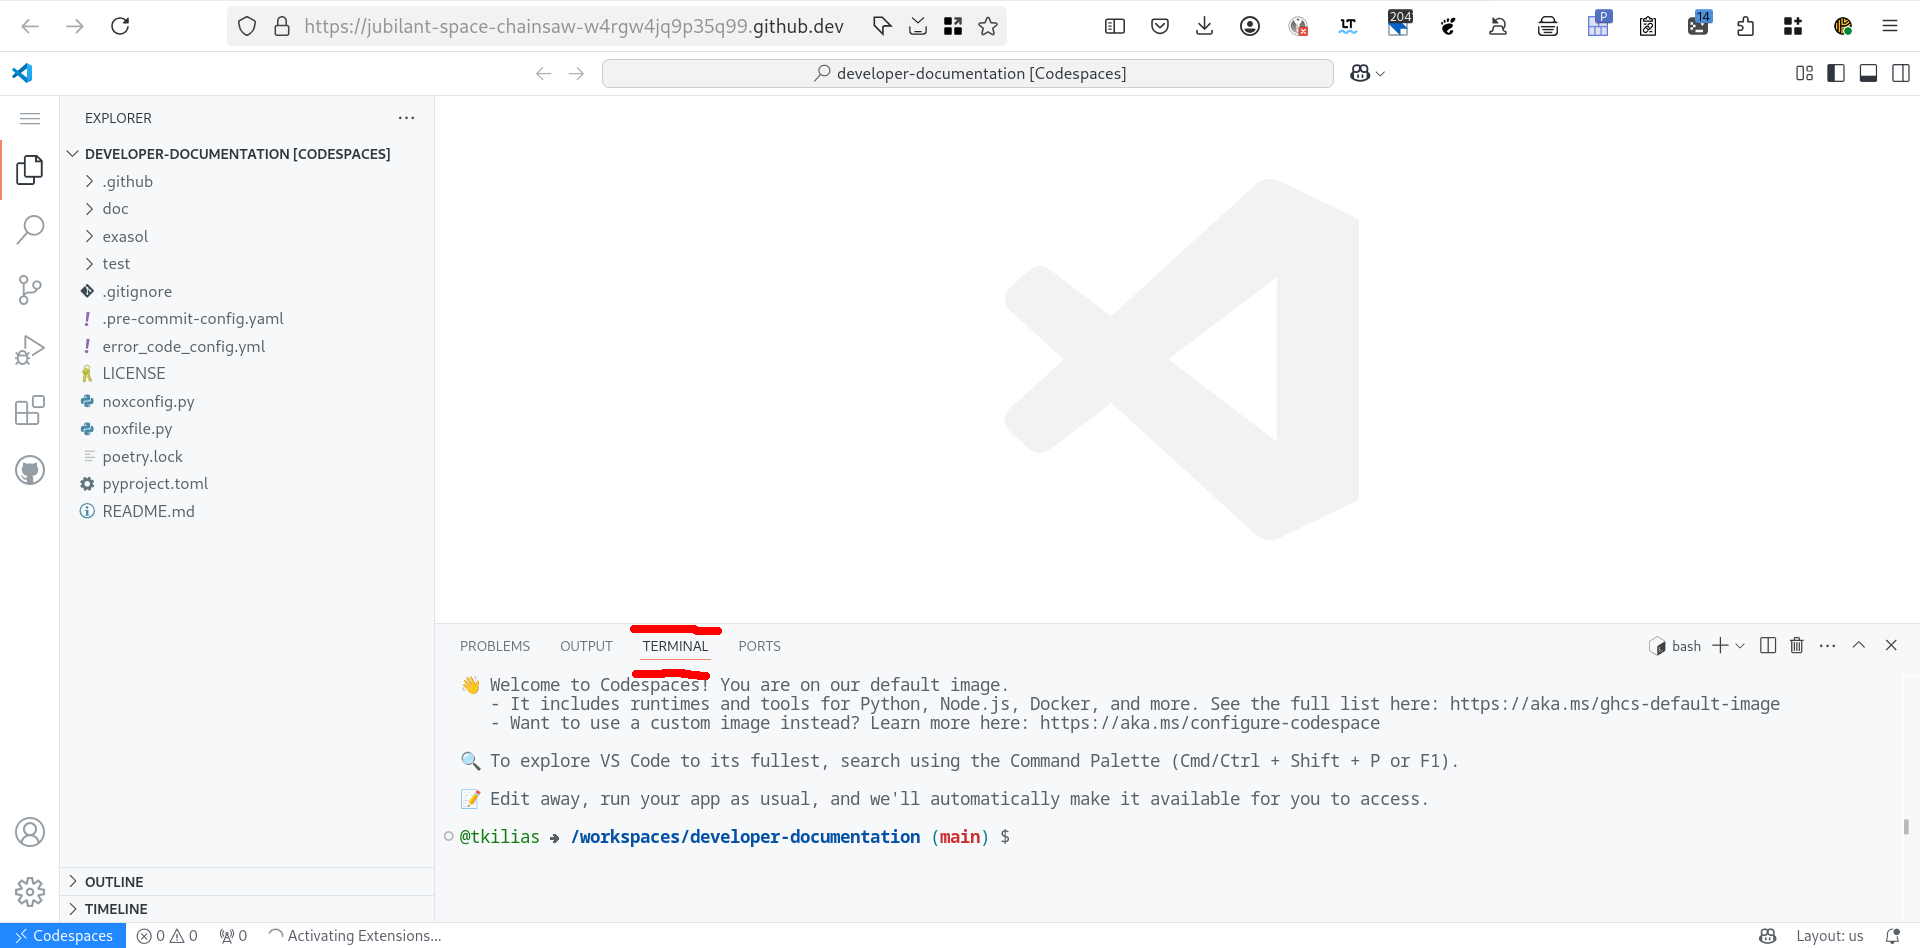 https://jubilant-space-chainsaw-w4rgw4jq9p35q99.github.dev
LT
204
P
14
developer-documentation [Codespaces]
EXPLORER
DEVELOPER-DOCUMENTATION [CODESPACES]
.github
doc
exasol
test
.gitignore
! .pre-commit-config.yaml
! error_code_config.yml
LICENSE
noxconfig.py
noxfile.py
poetry.lock
pyproject.toml
README.md
OUTLINE
TIMELINE
PROBLEMS OUTPUT TERMINAL PORTS
bash
👋 Welcome to Codespaces! You are on our default image.
- It includes runtimes and tools for Python, Node.js, Docker, and more. See the full list here: https://aka.ms/ghcs-default-image
- Want to use a custom image instead? Learn more here: https://aka.ms/configure-codespace
🔍 To explore VS Code to its fullest, search using the Command Palette (Cmd/Ctrl + Shift + P or F1).
📝 Edit away, run your app as usual, and we'll automatically make it available for you to access.
@tkilias ➜ /workspaces/developer-documentation (main) $
Codespaces 0 0 0 Activating Extensions... Layout: us